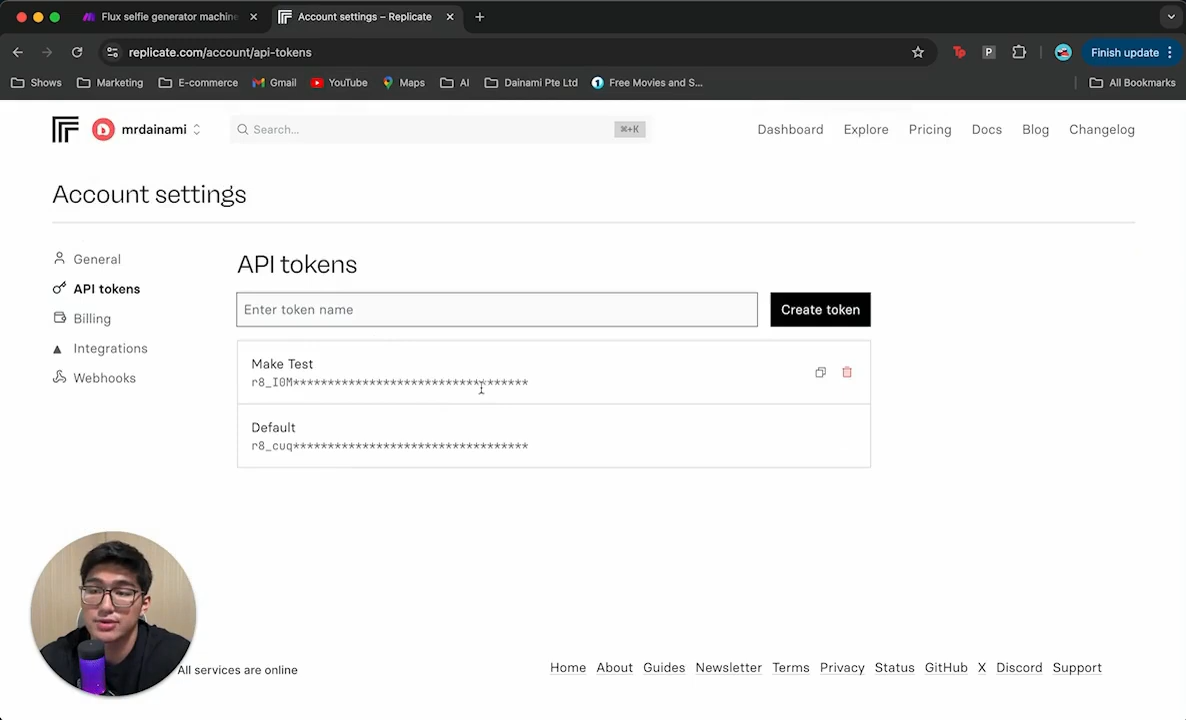 Flux selfie generator machine
Account settings – Replicate
replicate.com/account/api-tokens
Finish update
Shows
Marketing
E-commerce
Gmail
YouTube
Maps
AI
Dainami Pte Ltd
Free Movies and S...
All Bookmarks
mrdainami
Search...
⌘+K
Dashboard
Explore
Pricing
Docs
Blog
Changelog
Account settings
General
API tokens
Billing
Integrations
Webhooks
API tokens
Enter token name
Create token
Make Test
r8_I0M**********************************
Default
r8_cuq**********************************
All services are online
Home
About
Guides
Newsletter
Terms
Privacy
Status
GitHub
X
Discord
Support